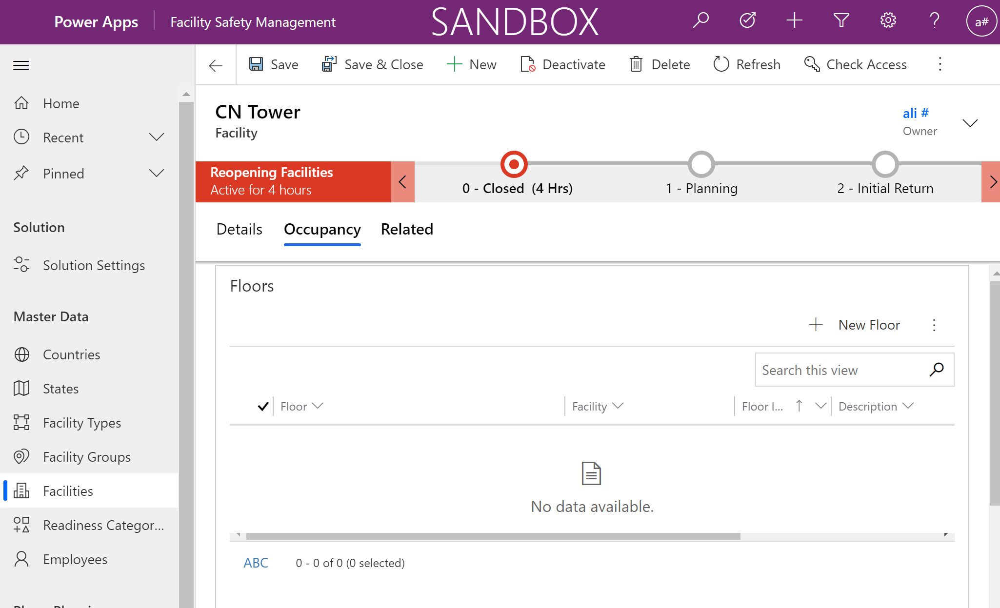 Power Apps
Facility Safety Management
SANDBOX
a#
Save
Save & Close
New
Deactivate
Delete
Refresh
Check Access
Home
Recent
Pinned
Solution
Solution Settings
Master Data
Countries
States
Facility Types
Facility Groups
Facilities
Readiness Categor...
Employees
CN Tower
Facility
ali #
Owner
Reopening Facilities
Active for 4 hours
0 - Closed (4 Hrs)
1 - Planning
2 - Initial Return
Details
Occupancy
Related
Floors
New Floor
Search this view
Floor
Facility
Floor I...
Description
No data available.
ABC
0 - 0 of 0 (0 selected)